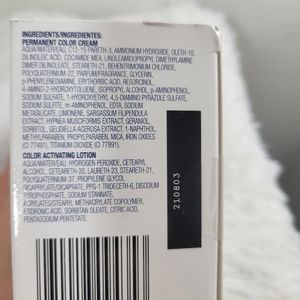 INGREDIENTS/INGREDIENTES:
PERMANENT COLOR CREAM
AQUA/WATER/EAU, C12-15 PARETH-3, AMMONIUM HYDROXIDE, OLETH-10,
DILINOLEIC ACID, COCAMIDE MEA, LINOLEAMIDOPROPYL DIMETHYLAMINE
DIMER DILINOLEATE, STEARETH-21, BEHENTRIMONIUM CHLORIDE,
POLYQUATERNIUM-22, PARFUM/FRAGRANCE, GLYCERIN,
p-PHENYLENEDIAMINE, ERYTHORBIC ACID, RESORCINOL,
4-AMINO-2-HYDROXYTOLUENE, ISOPROPYL ALCOHOL, p-AMINOPHENOL,
SODIUM SULFATE, 1-HYDROXYETHYL 4,5-DIAMINO PYRAZOLE SULFATE,
SODIUM SULFITE, m-AMINOPHENOL, EDTA, SODIUM
METASILICATE, LIMONENE, SARGASSUM FILIPENDULA
EXTRACT, HYPNEA MUSCIFORMIS EXTRACT, GERANIOL,
SORBITOL, GELIDIELLA ACEROSA EXTRACT, 1-NAPHTHOL,
METHYLPARABEN, PROPYLPARABEN, MICA, IRON OXIDES
(CI 77491), TITANIUM DIOXIDE (CI 77891).
COLOR ACTIVATING LOTION
AQUA/WATER/EAU, HYDROGEN PEROXIDE, CETEARYL
ALCOHOL, CETEARETH-20, LAURETH-23, STEARETH-21,
POLYQUATERNIUM-37, PROPYLENE GLYCOL
DICAPRYLATE/DICAPRATE, PPG-1 TRIDECETH-6, DISODIUM
PYROPHOSPHATE, SODIUM STANNATE,
ACRYLATES/STEARYL METHACRYLATE COPOLYMER,
ETIDRONIC ACID, SORBITAN OLEATE, CITRIC ACID,
PENTASODIUM PENTETATE.
210803